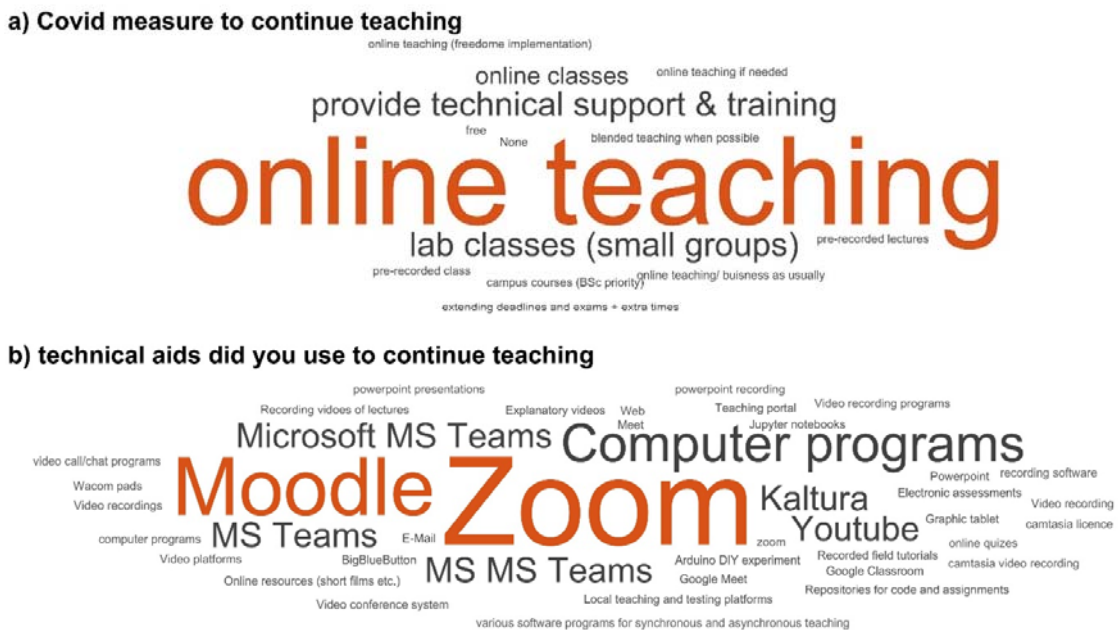 a) Covid measure to continue teaching
online teaching (freedome implementation)
online classes
online teaching if needed
provide technical support & training
free
None
blended teaching when possible
online teaching
lab classes (small groups)
pre-recorded lectures
pre-recorded class
campus courses (BSc priority)
online teaching/ buisness as usually
extending deadlines and exams + extra times
b) technical aids did you use to continue teaching
powerpoint presentations
powerpoint recording
Recording vidoes of lectures
Explanatory videos
Web
Meet
Teaching portal
Video recording programs
Jupyter notebooks
Microsoft MS Teams
Computer programs
video call/chat programs
Moodle
Zoom
Powerpoint
recording software
Wacom pads
Kaltura
Electronic assessments
Video recordings
Video recording
Youtube
Graphic tablet
camtasia licence
computer programs
MS Teams
E-Mail
zoom
online quizes
Video platforms
BigBlueButton
MS MS Teams
Arduino DIY experiment
Recorded field tutorials
camtasia video recording
Google Classroom
Online resources (short films etc.)
Google Meet
Repositories for code and assignments
Video conference system
Local teaching and testing platforms
various software programs for synchronous and asynchronous teaching